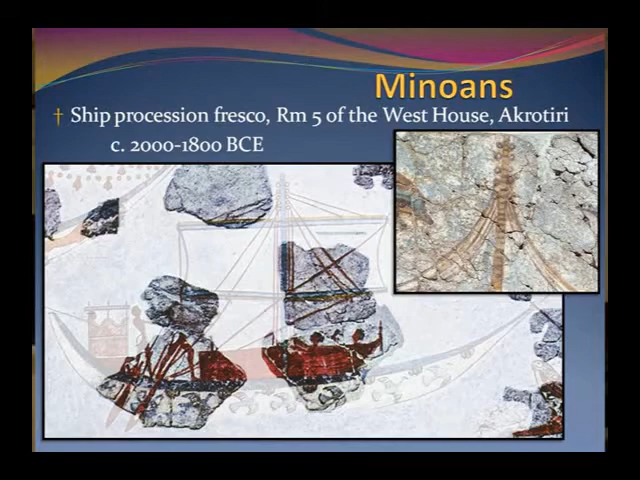 Minoans
† Ship procession fresco, Rm 5 of the West House, Akrotiri
c. 2000-1800 BCE